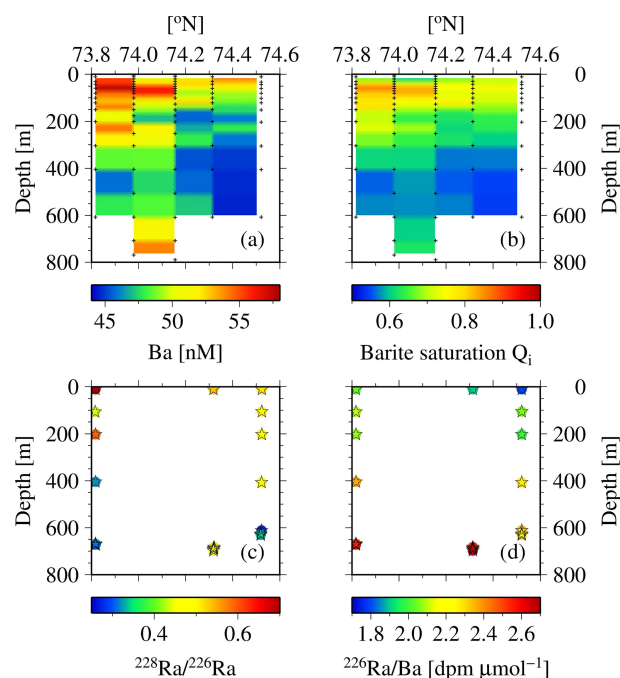 [ºN] [ºN]
73.8 74.0 74.2 74.5 74.6 73.8 74.0 74.2 74.5 74.6
0 0
200 200
400 400
600 600
800 800
Depth [m] Depth [m]
(a) (b)
45 50 55 0.6 0.8 1.0
Ba [nM] Barite saturation Qi
0 0
200 200
400 400
600 600
800 800
Depth [m] Depth [m]
(c) (d)
0.4 0.6 1.8 2.0 2.2 2.4 2.6
²²⁸Ra/²²⁶Ra ²²⁶Ra/Ba [dpm μmol⁻¹]